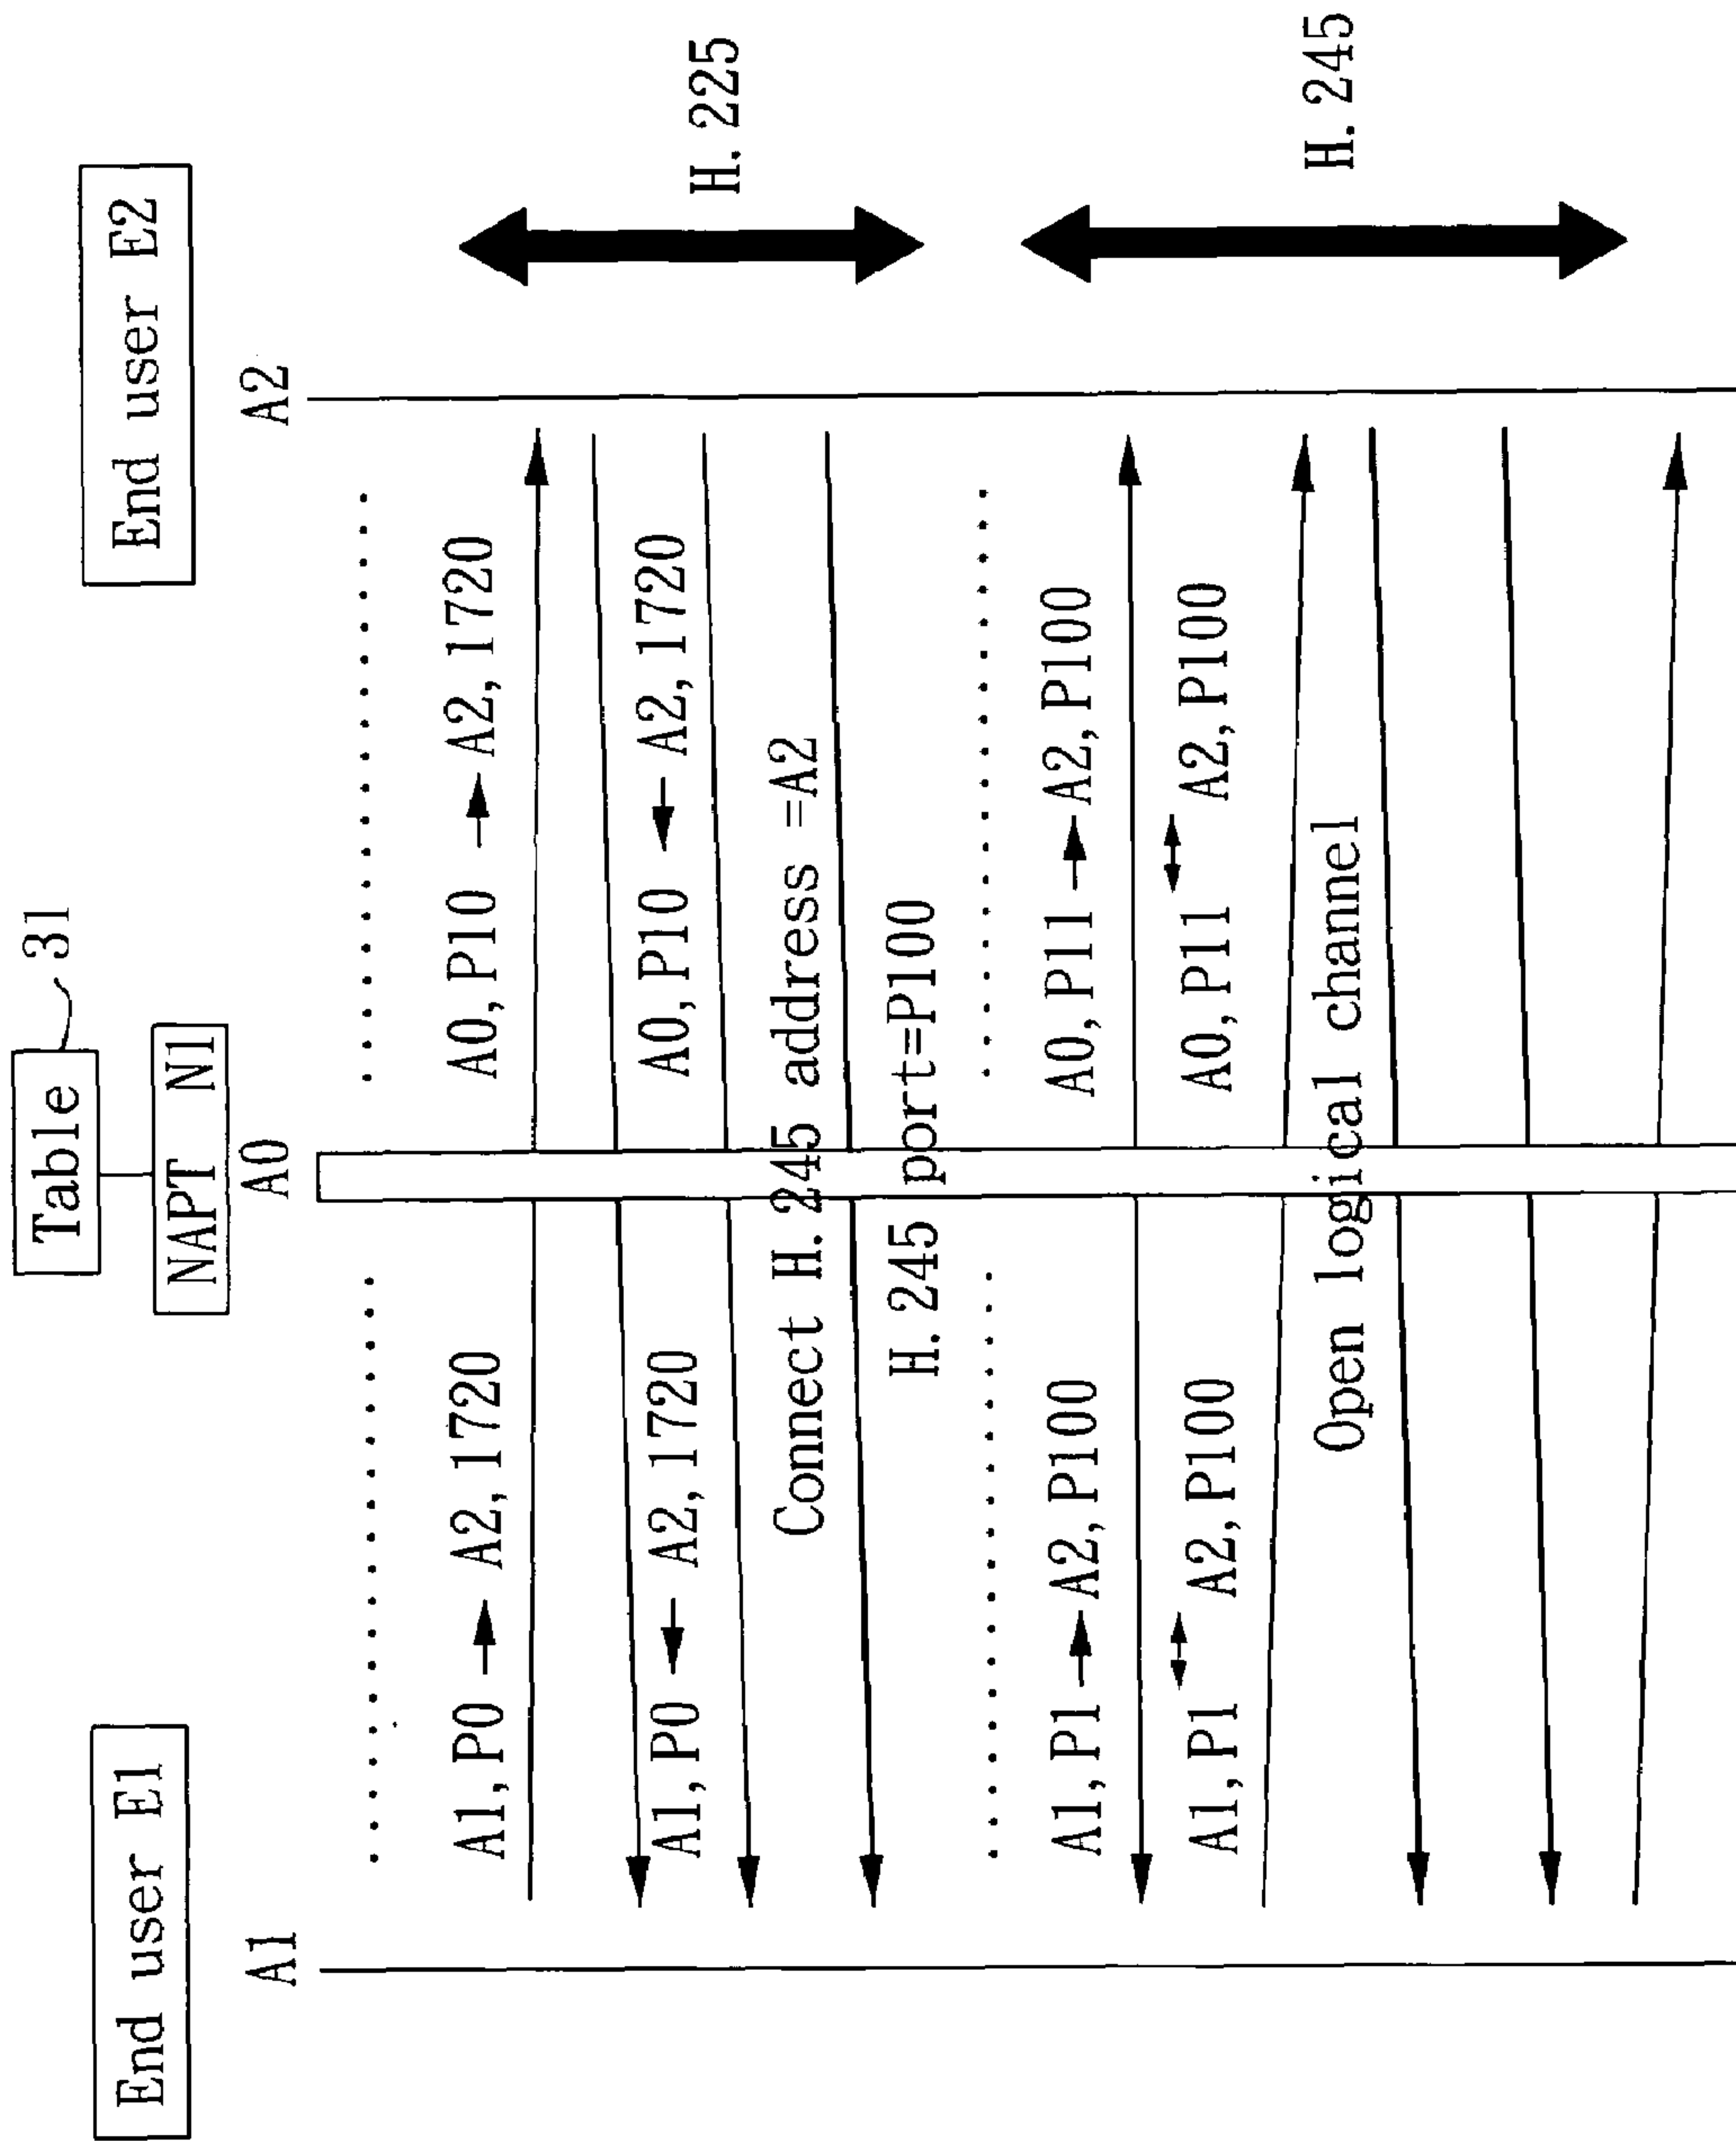 Table 31
End user E1
NAPT N1
End user E2
A1
A0
A2
A1,P0 → A2,1720
A0,P10 → A2,1720
A1,P0 ← A2,1720
A0,P10 ← A2,1720
H.225
Connect H.245 address =A2
H.245 port=P100
A1,P1→A2,P100
A0,P11→A2,P100
A1,P1↔A2,P100
A0,P11↔A2,P100
H.245
Open logical channel